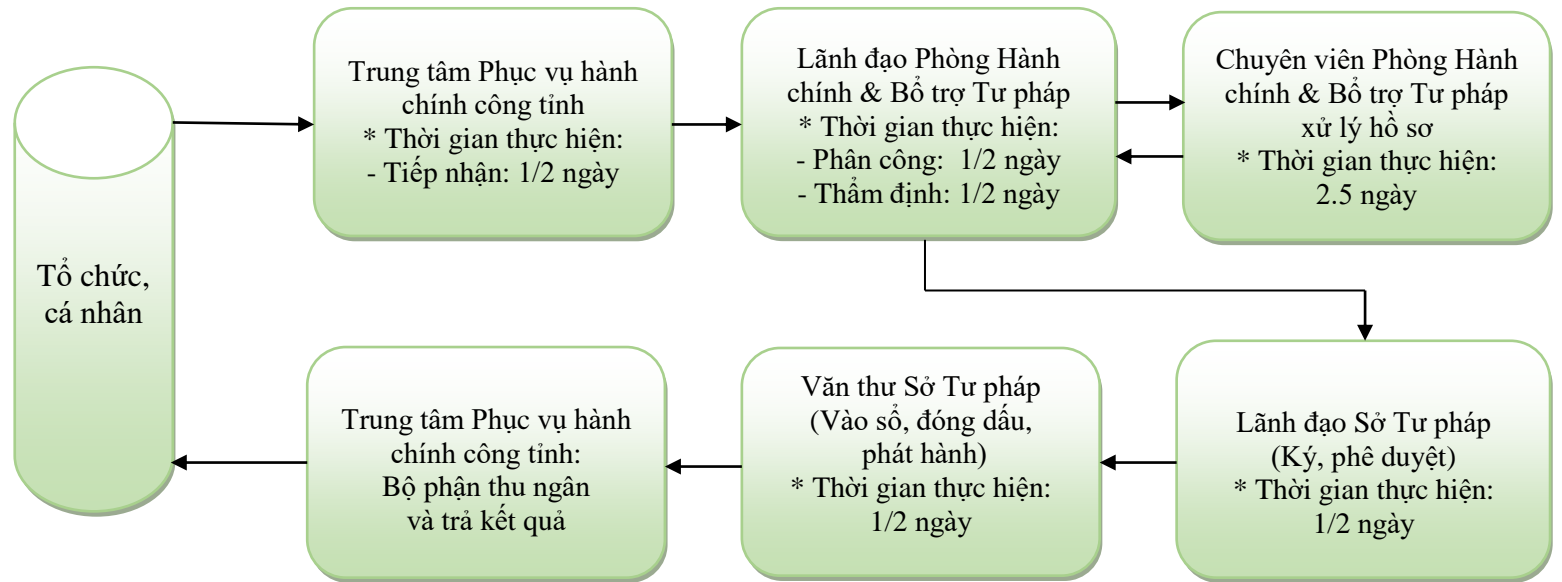 Tổ chức,
cá nhân
Trung tâm Phục vụ hành
chính công tỉnh
* Thời gian thực hiện:
- Tiếp nhận: 1/2 ngày
Lãnh đạo Phòng Hành
chính & Bổ trợ Tư pháp
* Thời gian thực hiện:
- Phân công: 1/2 ngày
- Thẩm định: 1/2 ngày
Chuyên viên Phòng Hành
chính & Bổ trợ Tư pháp
xử lý hồ sơ
* Thời gian thực hiện:
2.5 ngày
Lãnh đạo Sở Tư pháp
(Ký, phê duyệt)
* Thời gian thực hiện:
1/2 ngày
Văn thư Sở Tư pháp
(Vào sổ, đóng dấu,
phát hành)
* Thời gian thực hiện:
1/2 ngày
Trung tâm Phục vụ hành
chính công tỉnh:
Bộ phận thu ngân
và trả kết quả